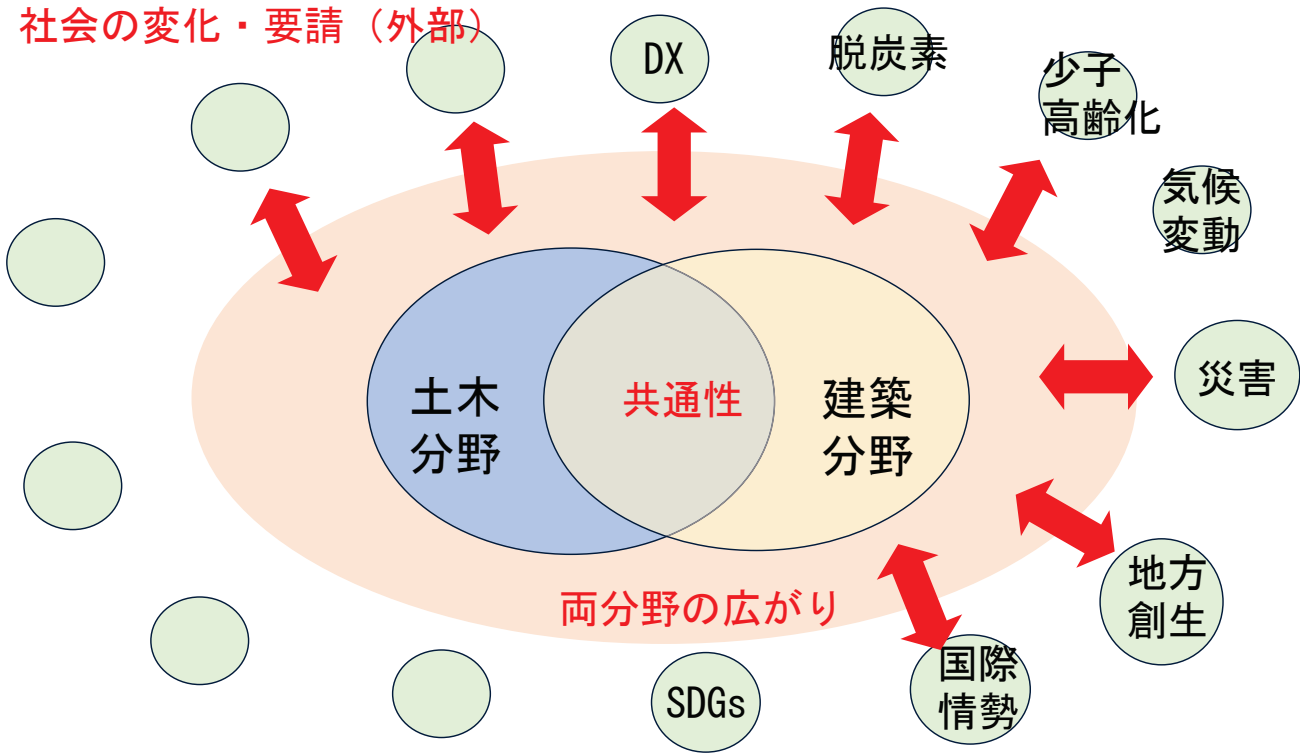 社会の変化・要請（外部）
DX
脱炭素
少子
高齢化
気候
変動
災害
土木
分野
共通性
建築
分野
両分野の広がり
地方
創生
国際
情勢
SDGs